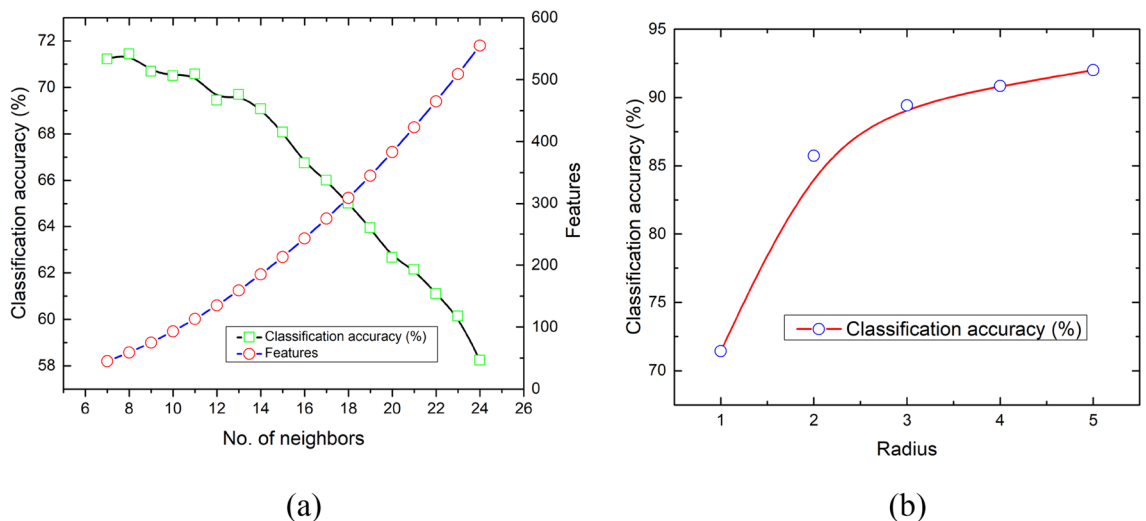 72
70
68
66
64
62
60
58
Classification accuracy (%)
600
500
400
300
200
100
0
Features
Classification accuracy (%)
Features
6 8 10 12 14 16 18 20 22 24 26
No. of neighbors
(a)
95
90
85
80
75
70
Classification accuracy (%)
Classification accuracy (%)
1 2 3 4 5
Radius
(b)